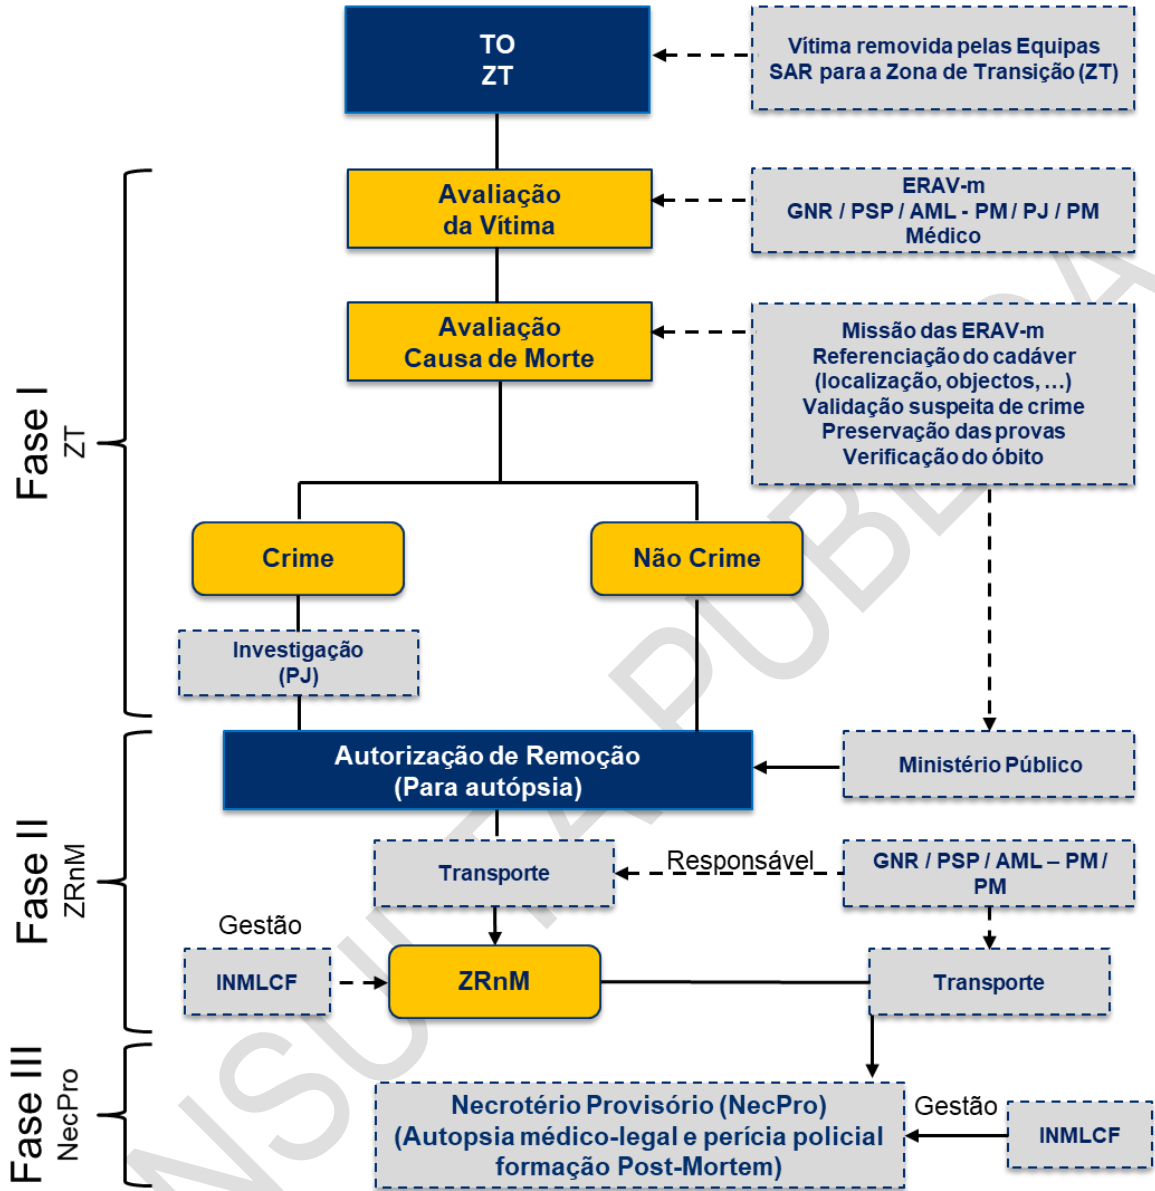 TO
ZT
Vítima removida pelas Equipas
SAR para a Zona de Transição (ZT)
Fase I
ZT
Avaliação
da Vítima
ERAV-m
GNR / PSP / AML - PM / PJ / PM
Médico
Avaliação
Causa de Morte
Missão das ERAV-m
Referenciação do cadáver
(localização, objectos, ...)
Validação suspeita de crime
Preservação das provas
Verificação do óbito
Crime
Não Crime
Investigação
(PJ)
Fase II
ZRnM
Autorização de Remoção
(Para autópsia)
Ministério Público
Transporte
Responsável
GNR / PSP / AML – PM /
PM
Gestão
INMLCF
ZRnM
Transporte
Fase III
NecPro
Necrotério Provisório (NecPro)
(Autopsia médico-legal e perícia policial
formação Post-Mortem)
Gestão
INMLCF